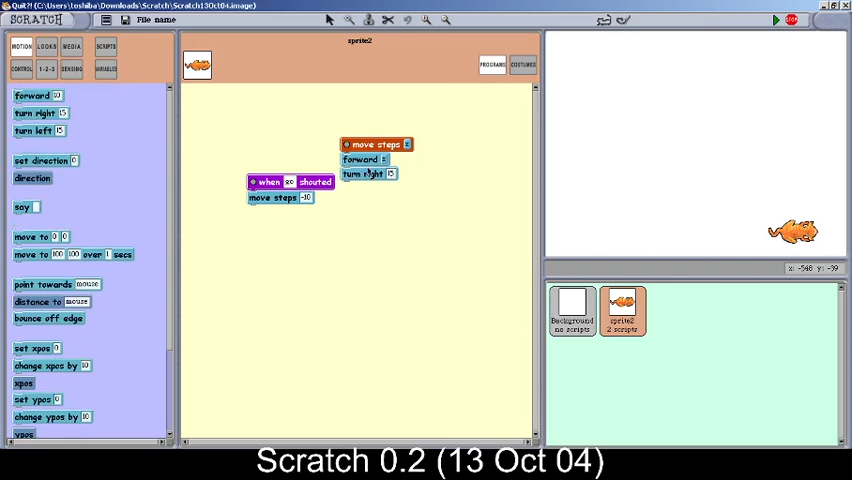 Quit?! (C:\Users\toshiba\Downloads\Scratch\Scratch13Oct04.image)
SCRATCH
File name
sprite2
MOTION LOOKS MEDIA SCRIPTS
CONTROL 1-2-3 SENSING VARIABLES
PROGRAMS COSTUMES
forward 10
turn right 15
turn left 15
set direction 0
direction
say
move to 0 0
move to 100 100 over 1 secs
point towards mouse
distance to mouse
bounce off edge
set xpos 0
change xpos by 10
xpos
set ypos 0
change ypos by 10
ypos
move steps
forward
turn right 15
when go shouted
move steps -10
x: -548 y: -39
Background
no scripts
sprite2
2 scripts
Scratch 0.2 (13 Oct 04)